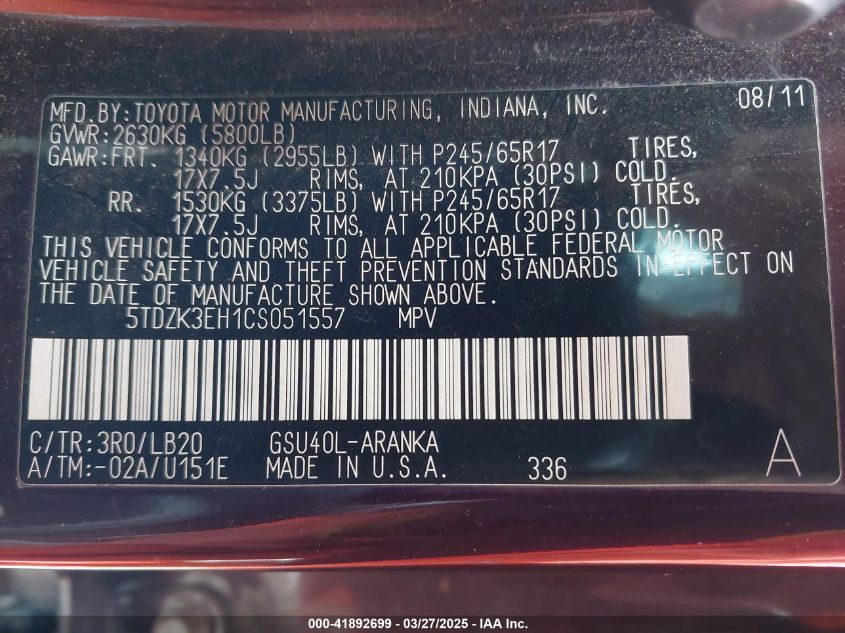 MFD.BY:TOYOTA MOTOR MANUFACTURING, INDIANA, INC. 08/11
GVWR:2630KG (5800LB)
GAWR:FRT. 1340KG (2955LB) WITH P245/65R17 TIRES,
17X7.5J RIMS, AT 210KPA (30PSI) COLD.
RR. 1530KG (3375LB) WITH P245/65R17 TIRES,
17X7.5J RIMS, AT 210KPA (30PSI) COLD.
THIS VEHICLE CONFORMS TO ALL APPLICABLE FEDERAL MOTOR
VEHICLE SAFETY AND THEFT PREVENTION STANDARDS IN EFFECT ON
THE DATE OF MANUFACTURE SHOWN ABOVE.
5TDZK3EH1CS051557 MPV
C/TR:3R0/LB20 GSU40L-ARANKA
A/TM:-02A/U151E MADE IN U.S.A. 336 A
000-41892699 - 03/27/2025 - IAA Inc.